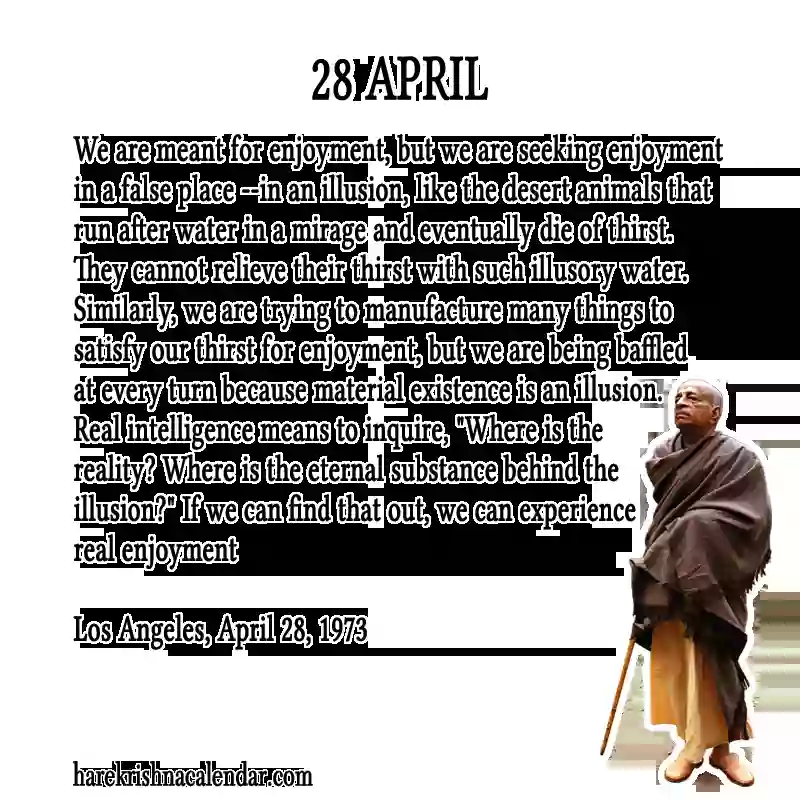 28 APRIL
We are meant for enjoyment, but we are seeking enjoyment
in a false place --in an illusion, like the desert animals that
run after water in a mirage and eventually die of thirst.
They cannot relieve their thirst with such illusory water.
Similarly, we are trying to manufacture many things to
satisfy our thirst for enjoyment, but we are being baffled
at every turn because material existence is an illusion.
Real intelligence means to inquire, "Where is the
reality? Where is the eternal substance behind the
illusion?" If we can find that out, we can experience
real enjoyment
Los Angeles, April 28, 1973
harekrishnacalendar.com